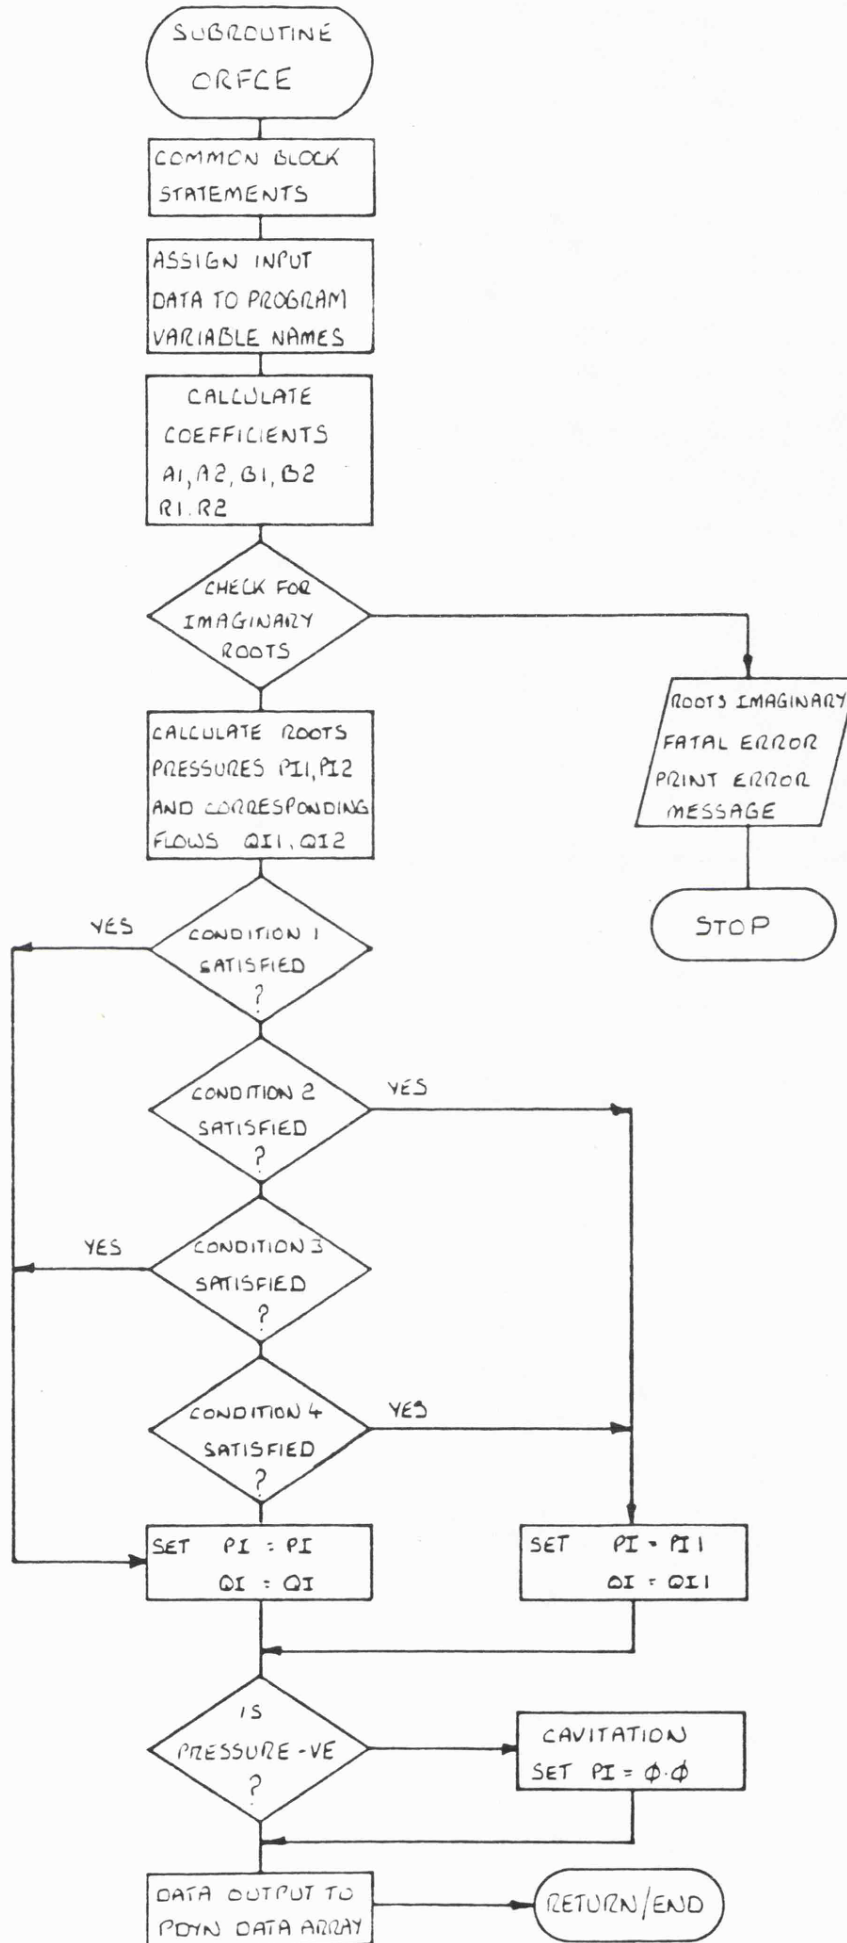 SUBROUTINE
ORFCE
COMMON BLOCK
STATEMENTS
ASSIGN INPUT
DATA TO PROGRAM
VARIABLE NAMES
CALCULATE
COEFFICIENTS
A1, A2, B1, B2
R1. R2
CHECK FOR
IMAGINARY
ROOTS
ROOTS IMAGINARY
FATAL ERROR
PRINT ERROR
MESSAGE
STOP
CALCULATE ROOTS
PRESSURES PI1, PI2
AND CORRESPONDING
FLOWS QI1, QI2
YES
CONDITION 1
SATISFIED
?
CONDITION 2
SATISFIED
?
YES
YES
CONDITION 3
SATISFIED
?
CONDITION 4
SATISFIED
?
YES
SET PI = PI
QI = QI
SET PI = PI1
QI = QI1
IS
PRESSURE -VE
?
CAVITATION
SET PI = Φ.Φ
DATA OUTPUT TO
PDYN DATA ARRAY
RETURN/END